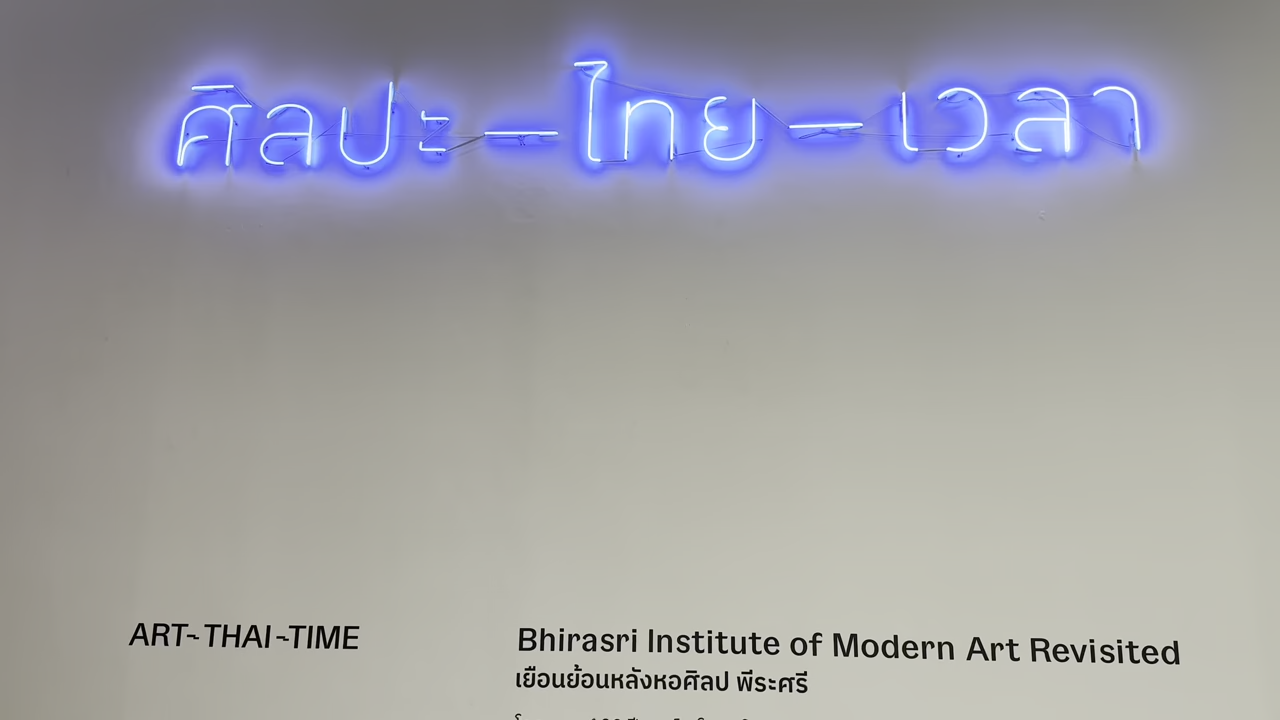 ศิลปะ—ไทย—เวลา
ART-THAI-TIME
Bhirasri Institute of Modern Art Revisited
เยือนย้อนหลังหอศิลป พีระศรี